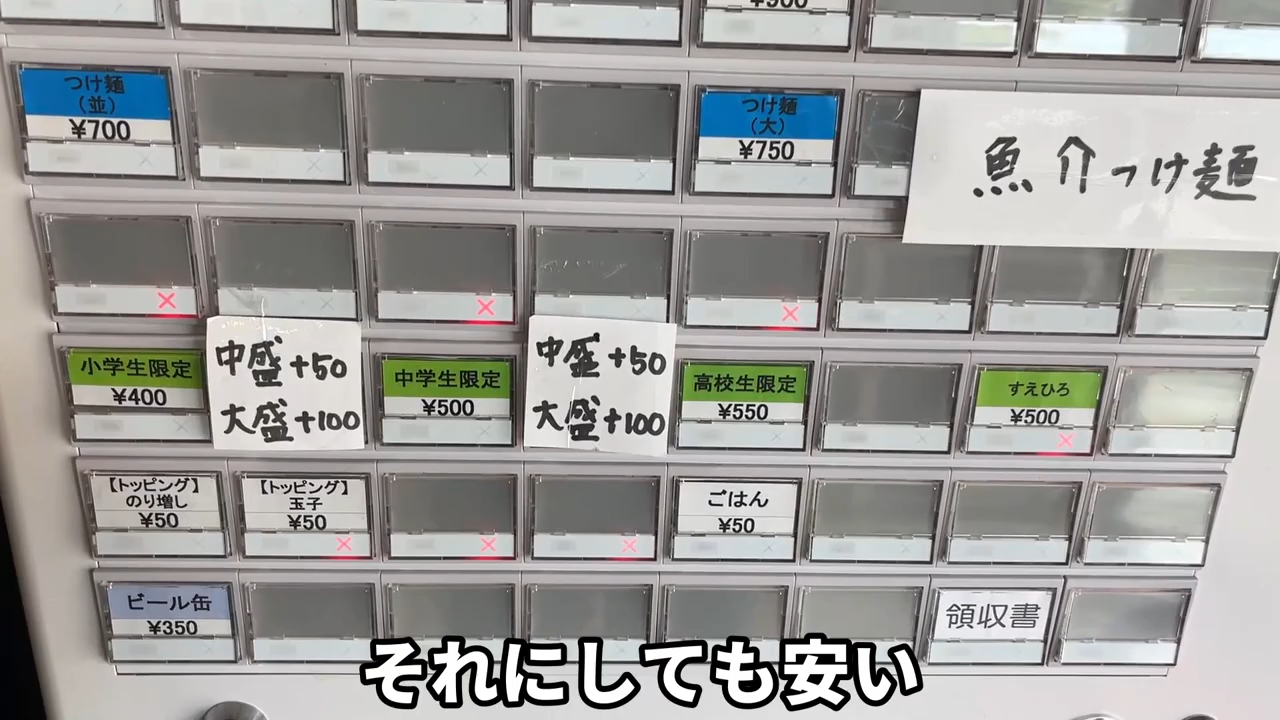 ¥900
つけ麺
(並)
¥700
つけ麺
(大)
¥750
魚介つけ麺
小学生限定
¥400
中盛+50
大盛+100
中学生限定
¥500
中盛+50
大盛+100
高校生限定
¥550
すえひろ
¥500
【トッピング】
のり増し
¥50
【トッピング】
玉子
¥50
ごはん
¥50
ビール缶
¥350
領収書
それにしても安い